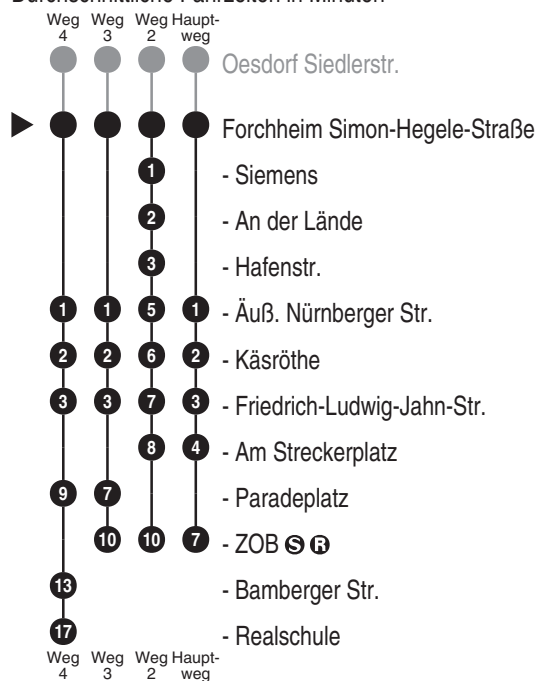 Durchschnittliche Fahrzeiten in Minuten
Weg 4 Weg 3 Weg 2 Haupt-weg
Oesdorf Siedlerstr.
Forchheim Simon-Hegele-Straße
1 - Siemens
2 - An der Lände
3 - Hafenstr.
1 1 5 1 - Äuß. Nürnberger Str.
2 2 6 2 - Käsröthe
3 3 7 3 - Friedrich-Ludwig-Jahn-Str.
8 4 - Am Streckerplatz
9 7 - Paradeplatz
10 10 7 - ZOB S R
13 - Bamberger Str.
17 - Realschule
Weg 4 Weg 3 Weg 2 Haupt-weg